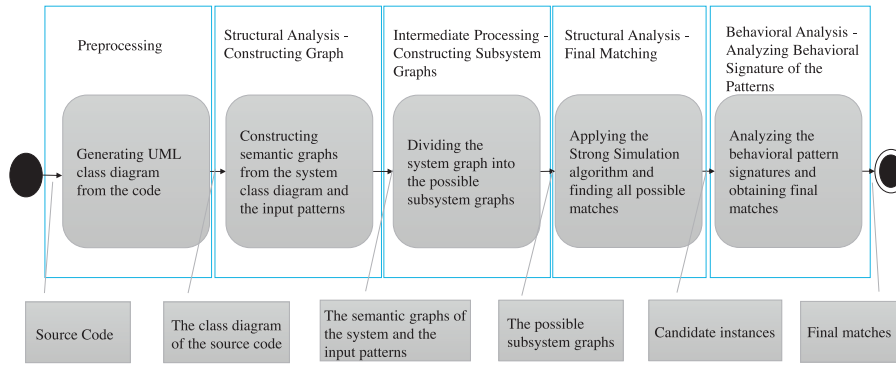 Preprocessing
Structural Analysis -
Constructing Graph
Intermediate Processing -
Constructing Subsystem
Graphs
Structural Analysis -
Final Matching
Behavioral Analysis -
Analyzing Behavioral
Signature of the
Patterns
Generating UML
class diagram
from the code
Constructing
semantic graphs
from the system
class diagram and
the input patterns
Dividing the
system graph into
the possible
subsystem graphs
Applying the
Strong Simulation
algorithm and
finding all possible
matches
Analyzing the
behavioral pattern
signatures and
obtaining final
matches
Source Code
The class diagram
of the source code
The semantic graphs of
the system and the
input patterns
The possible
subsystem graphs
Candidate instances
Final matches